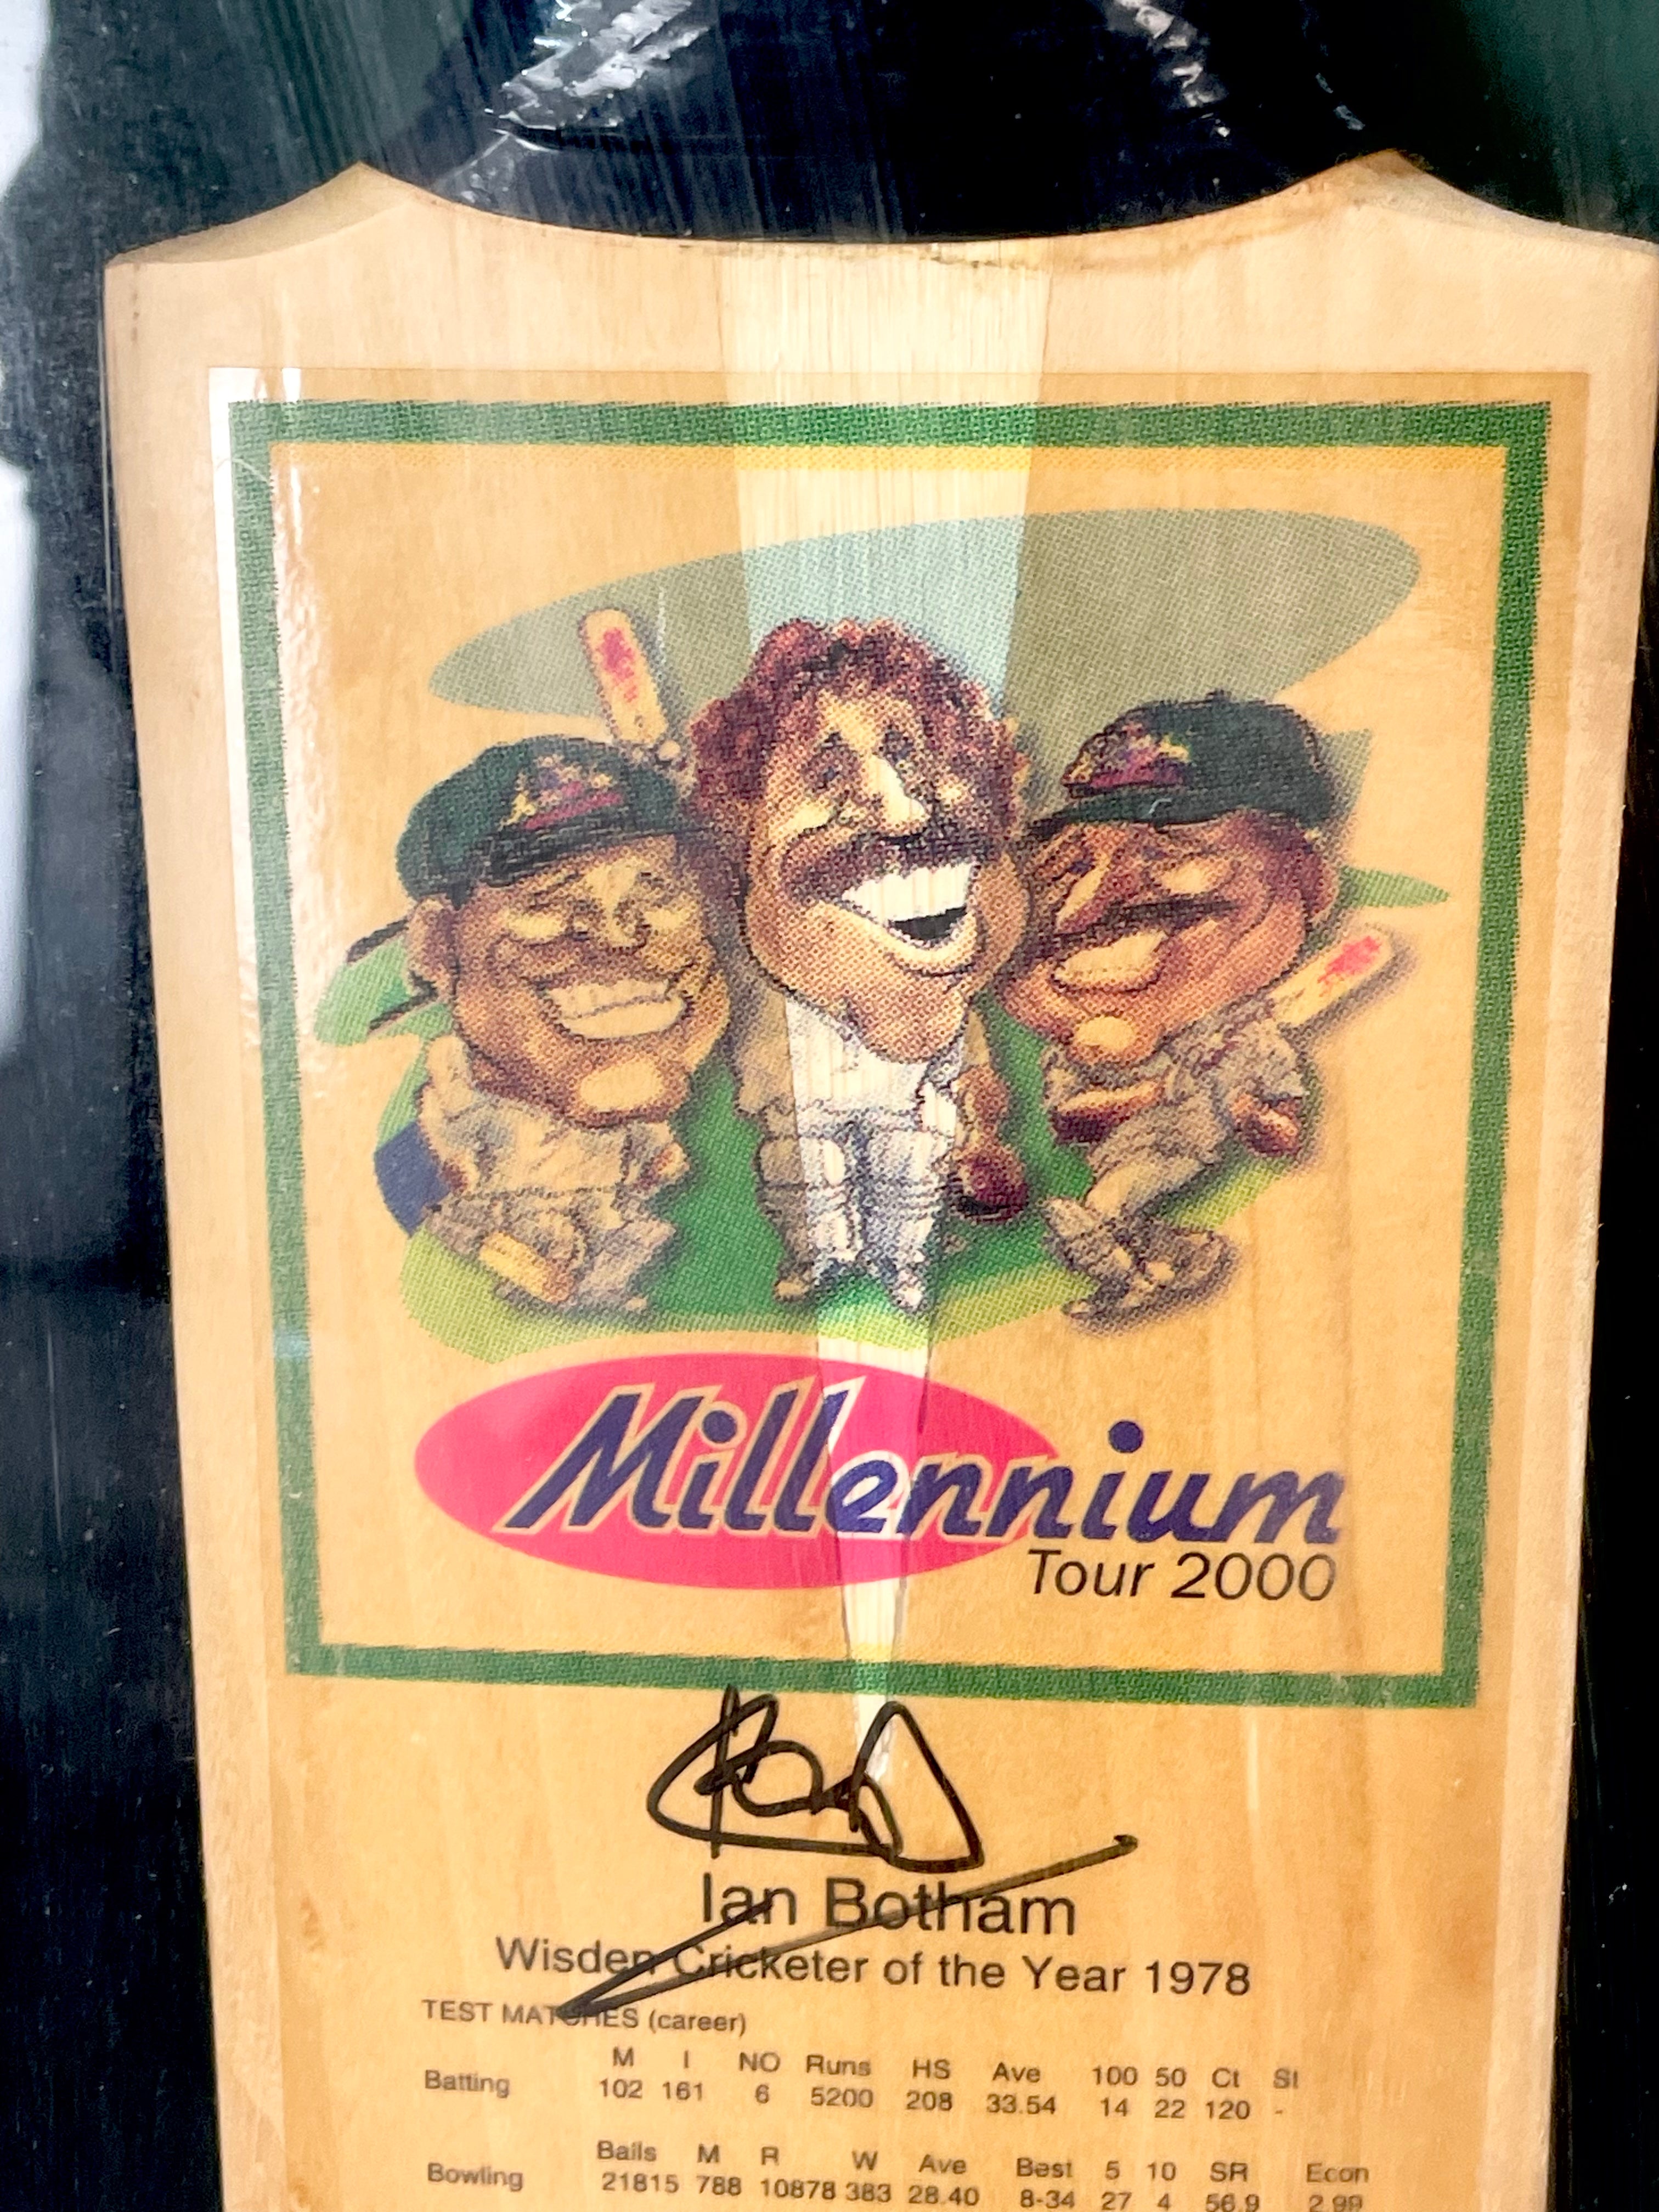 Millennium
Tour 2000
Ian Botham
Wisden Cricketer of the Year 1978
TEST MATCHES (career)
M I NO Runs HS Ave 100 50 Ct St
Batting 102 161 6 5200 208 33.54 14 22 120 -
Balls M R W Ave Best 5 10 SR Econ
Bowling 21815 788 10878 383 28.40 8-34 27 4 56.9 2.99